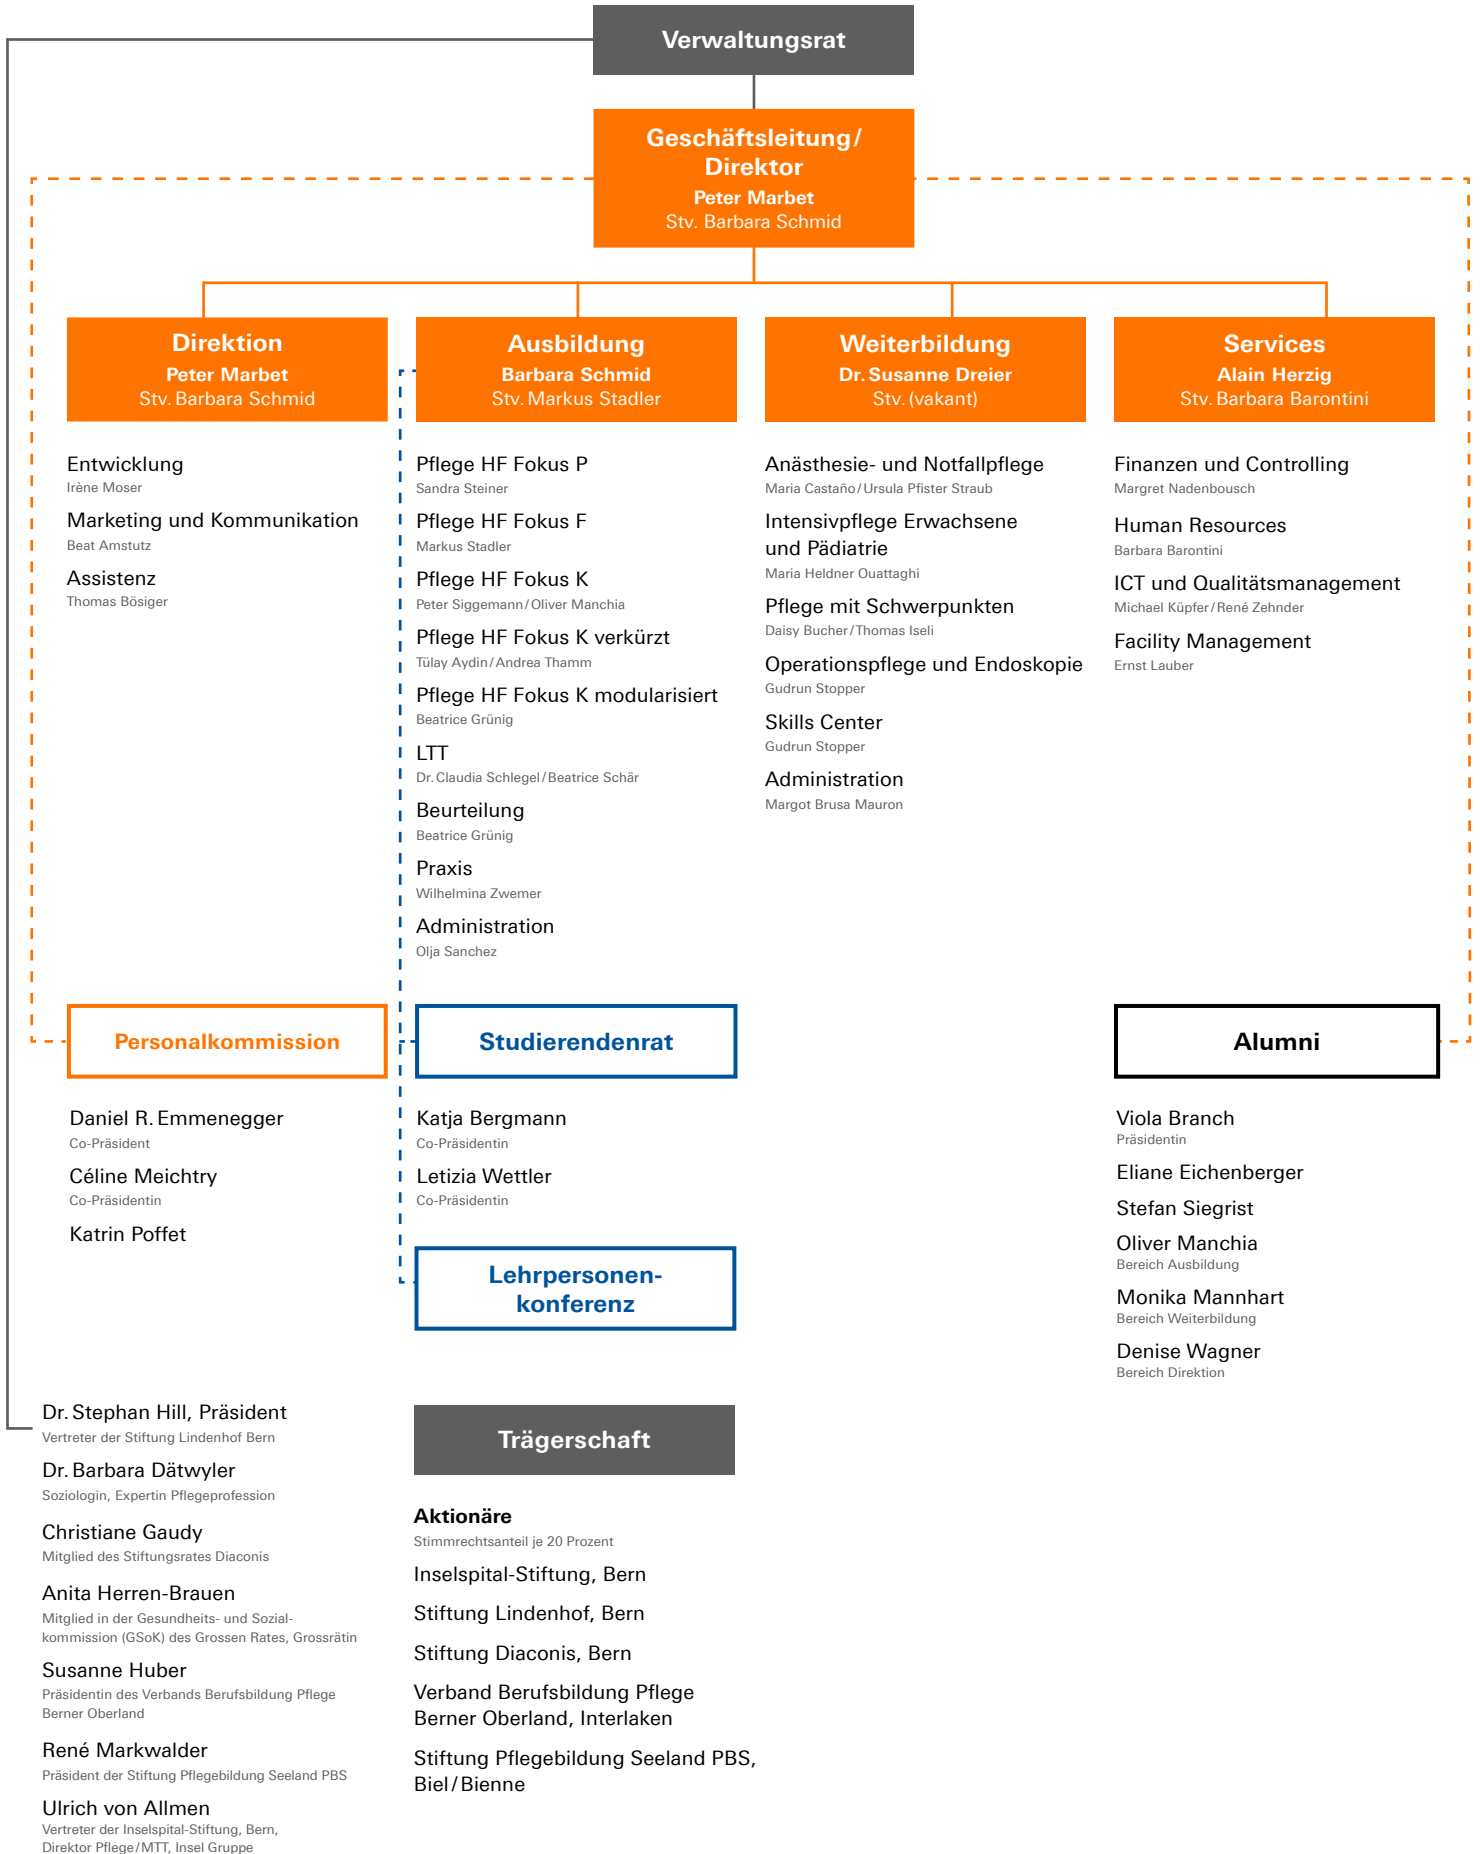 Verwaltungsrat
Geschäftsleitung/
Direktor
Peter Marbet
Stv. Barbara Schmid
Direktion
Peter Marbet
Stv. Barbara Schmid
Entwicklung
Irène Moser
Marketing und Kommunikation
Beat Amstutz
Assistenz
Thomas Bösiger
Ausbildung
Barbara Schmid
Stv. Markus Stadler
Pflege HF Fokus P
Sandra Steiner
Pflege HF Fokus F
Markus Stadler
Pflege HF Fokus K
Peter Siggemann/Oliver Manchia
Pflege HF Fokus K verkürzt
Tülay Aydin/Andrea Thamm
Pflege HF Fokus K modularisiert
Beatrice Grünig
LTT
Dr. Claudia Schlegel/Beatrice Schär
Beurteilung
Beatrice Grünig
Praxis
Wilhelmina Zwemer
Administration
Olja Sanchez
Weiterbildung
Dr. Susanne Dreier
Stv. (vakant)
Anästhesie- und Notfallpflege
Maria Castaño/Ursula Pfister Straub
Intensivpflege Erwachsene
und Pädiatrie
Maria Heldner Ouattaghi
Pflege mit Schwerpunkten
Daisy Bucher/Thomas Iseli
Operationspflege und Endoskopie
Gudrun Stopper
Skills Center
Gudrun Stopper
Administration
Margot Brusa Mauron
Services
Alain Herzig
Stv. Barbara Barontini
Finanzen und Controlling
Margret Nadenbousch
Human Resources
Barbara Barontini
ICT und Qualitätsmanagement
Michael Küpfer/René Zehnder
Facility Management
Ernst Lauber
Personalkommission
Daniel R. Emmenegger
Co-Präsident
Céline Meichtry
Co-Präsidentin
Katrin Poffet
Studierendenrat
Katja Bergmann
Co-Präsidentin
Letizia Wettler
Co-Präsidentin
Lehrpersonen-
konferenz
Alumni
Viola Branch
Präsidentin
Eliane Eichenberger
Stefan Siegrist
Oliver Manchia
Bereich Ausbildung
Monika Mannhart
Bereich Weiterbildung
Denise Wagner
Bereich Direktion
Dr. Stephan Hill, Präsident
Vertreter der Stiftung Lindenhof Bern
Dr. Barbara Dätwyler
Soziologin, Expertin Pflegeprofession
Christiane Gaudy
Mitglied des Stiftungsrates Diaconis
Anita Herren-Brauen
Mitglied in der Gesundheits- und Sozial-
kommission (GSoK) des Grossen Rates, Grossrätin
Susanne Huber
Präsidentin des Verbands Berufsbildung Pflege
Berner Oberland
René Markwalder
Präsident der Stiftung Pflegebildung Seeland PBS
Ulrich von Allmen
Vertreter der Inselspital-Stiftung, Bern,
Direktor Pflege/MTT, Insel Gruppe
Trägerschaft
Aktionäre
Stimmrechtsanteil je 20 Prozent
Inselspital-Stiftung, Bern
Stiftung Lindenhof, Bern
Stiftung Diaconis, Bern
Verband Berufsbildung Pflege
Berner Oberland, Interlaken
Stiftung Pflegebildung Seeland PBS,
Biel/Bienne